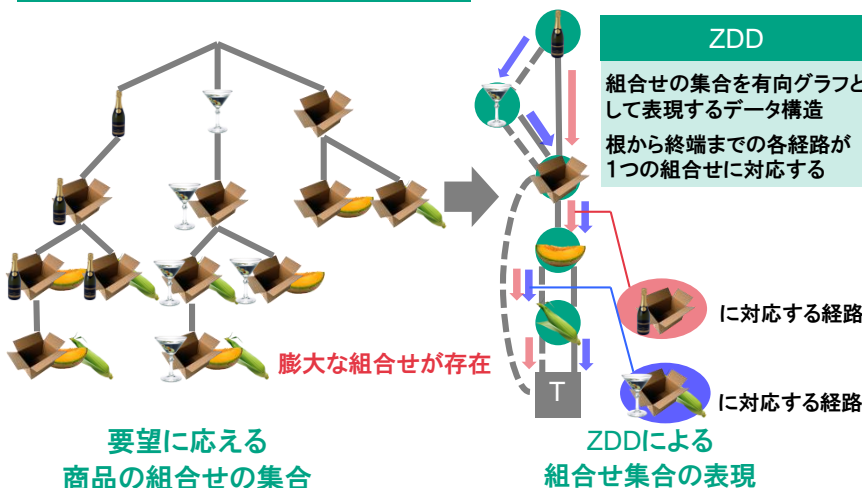 ZDD
組合せの集合を有向グラフと
して表現するデータ構造
根から終端までの各経路が
1つの組合せに対応する
に対応する経路
膨大な組合せが存在
T
に対応する経路
要望に応える
商品の組合せの集合
ZDDによる
組合せ集合の表現